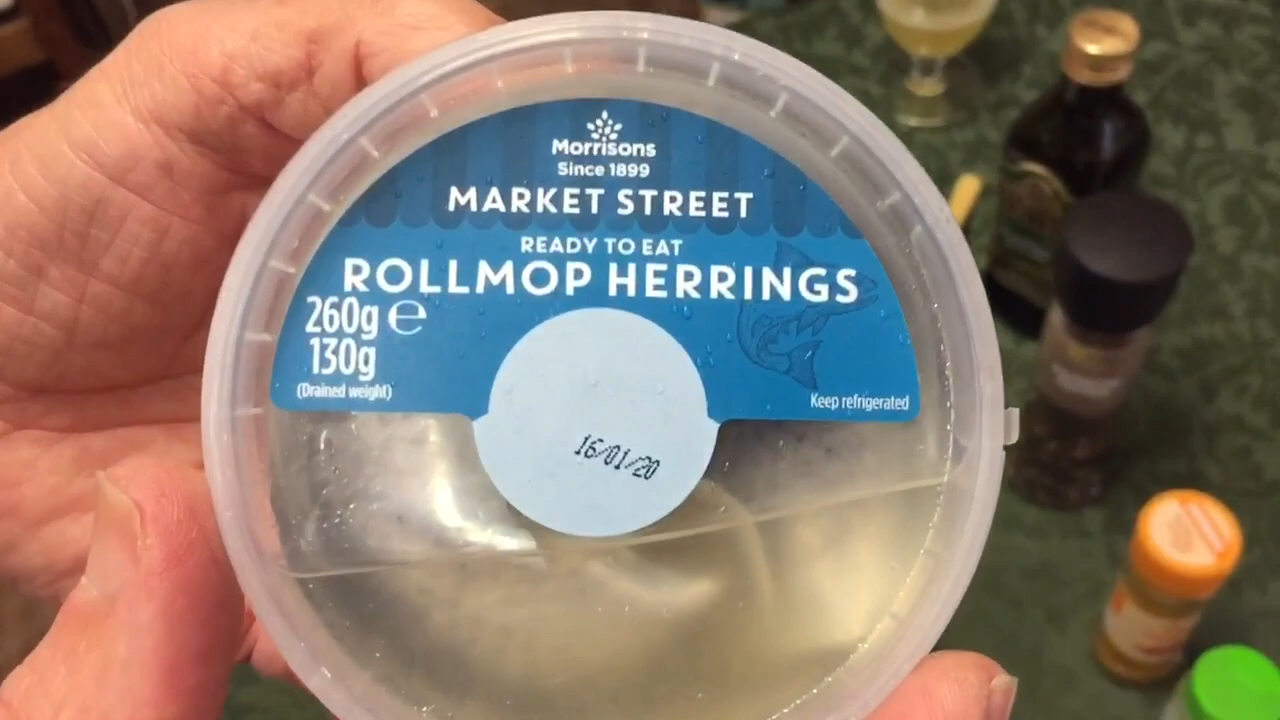 Morrisons
Since 1899
MARKET STREET
READY TO EAT
ROLLMOP HERRINGS
260g e
130g
(Drained weight)
Keep refrigerated
16/01/20